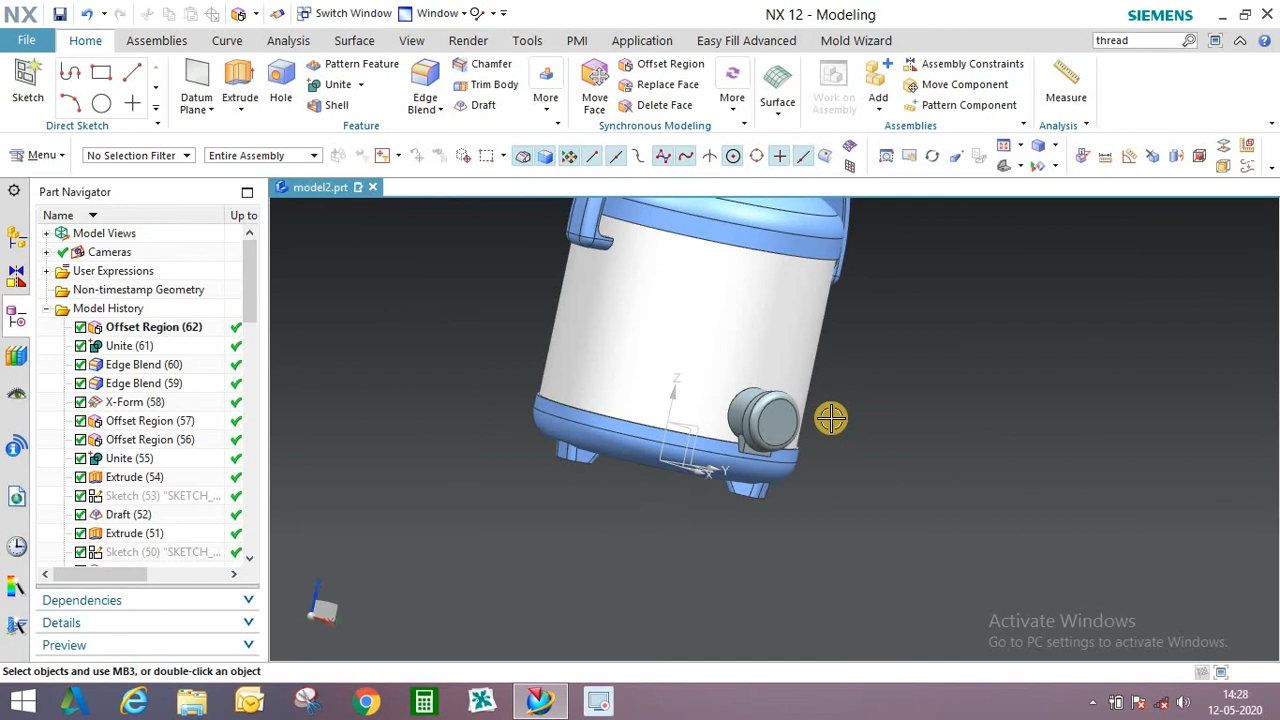 NX
Switch Window
Window
NX 12 - Modeling
SIEMENS
File
Home
Assemblies
Curve
Analysis
Surface
View
Render
Tools
PMI
Application
Easy Fill Advanced
Mold Wizard
thread
Sketch
Direct Sketch
Datum Plane
Extrude
Hole
Pattern Feature
Unite
Shell
Edge Blend
Chamfer
Trim Body
Draft
More
Feature
Move Face
Offset Region
Replace Face
Delete Face
More
Synchronous Modeling
Surface
Work on Assembly
Add
Assembly Constraints
Move Component
Pattern Component
Assemblies
Measure
Analysis
Menu
No Selection Filter
Entire Assembly
Part Navigator
model2.prt
Name
Up to
Model Views
Cameras
User Expressions
Non-timestamp Geometry
Model History
Offset Region (62)
Unite (61)
Edge Blend (60)
Edge Blend (59)
X-Form (58)
Offset Region (57)
Offset Region (56)
Unite (55)
Extrude (54)
Sketch (53) "SKETCH_...
Draft (52)
Extrude (51)
Sketch (50) "SKETCH_...
Dependencies
Details
Preview
Z
Y
X
Activate Windows
Go to PC settings to activate Windows.
Select objects and use MB3, or double-click an object
14:28
12-05-2020